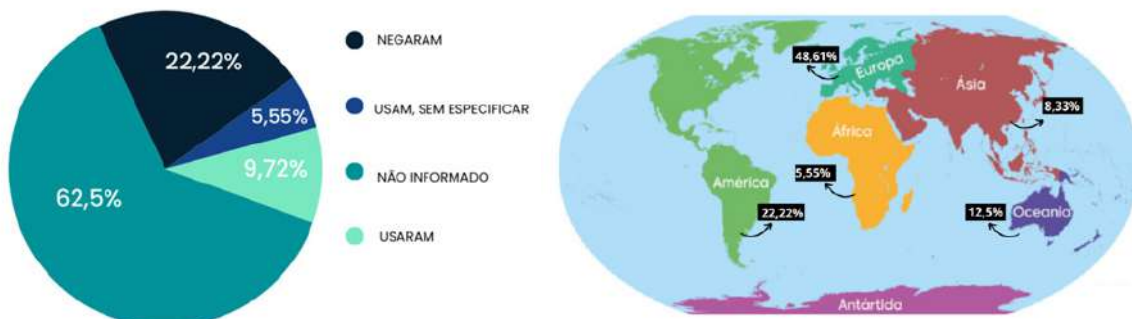 NEGARAM
22,22%
USAM, SEM ESPECIFICAR
5,55%
9,72%
NÃO INFORMADO
62,5%
USARAM
48,61%
Europa
Ásia
8,33%
África
5,55%
América
22,22%
12,5%
Oceania
Antártida